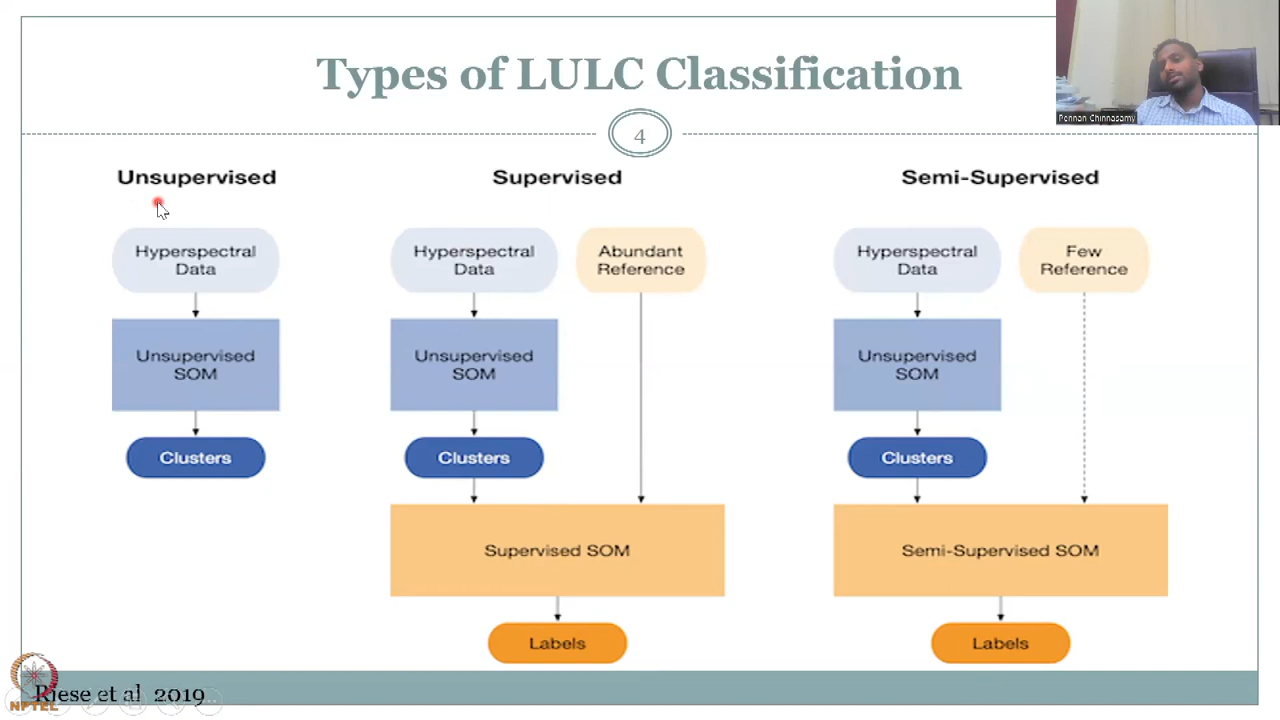 Types of LULC Classification
Pennan Chinnasamy
4
Unsupervised
Hyperspectral
Data
Unsupervised
SOM
Clusters
Supervised
Hyperspectral
Data
Abundant
Reference
Unsupervised
SOM
Clusters
Supervised SOM
Labels
Semi-Supervised
Hyperspectral
Data
Few
Reference
Unsupervised
SOM
Clusters
Semi-Supervised SOM
Labels
Riese et al 2019
NPTEL